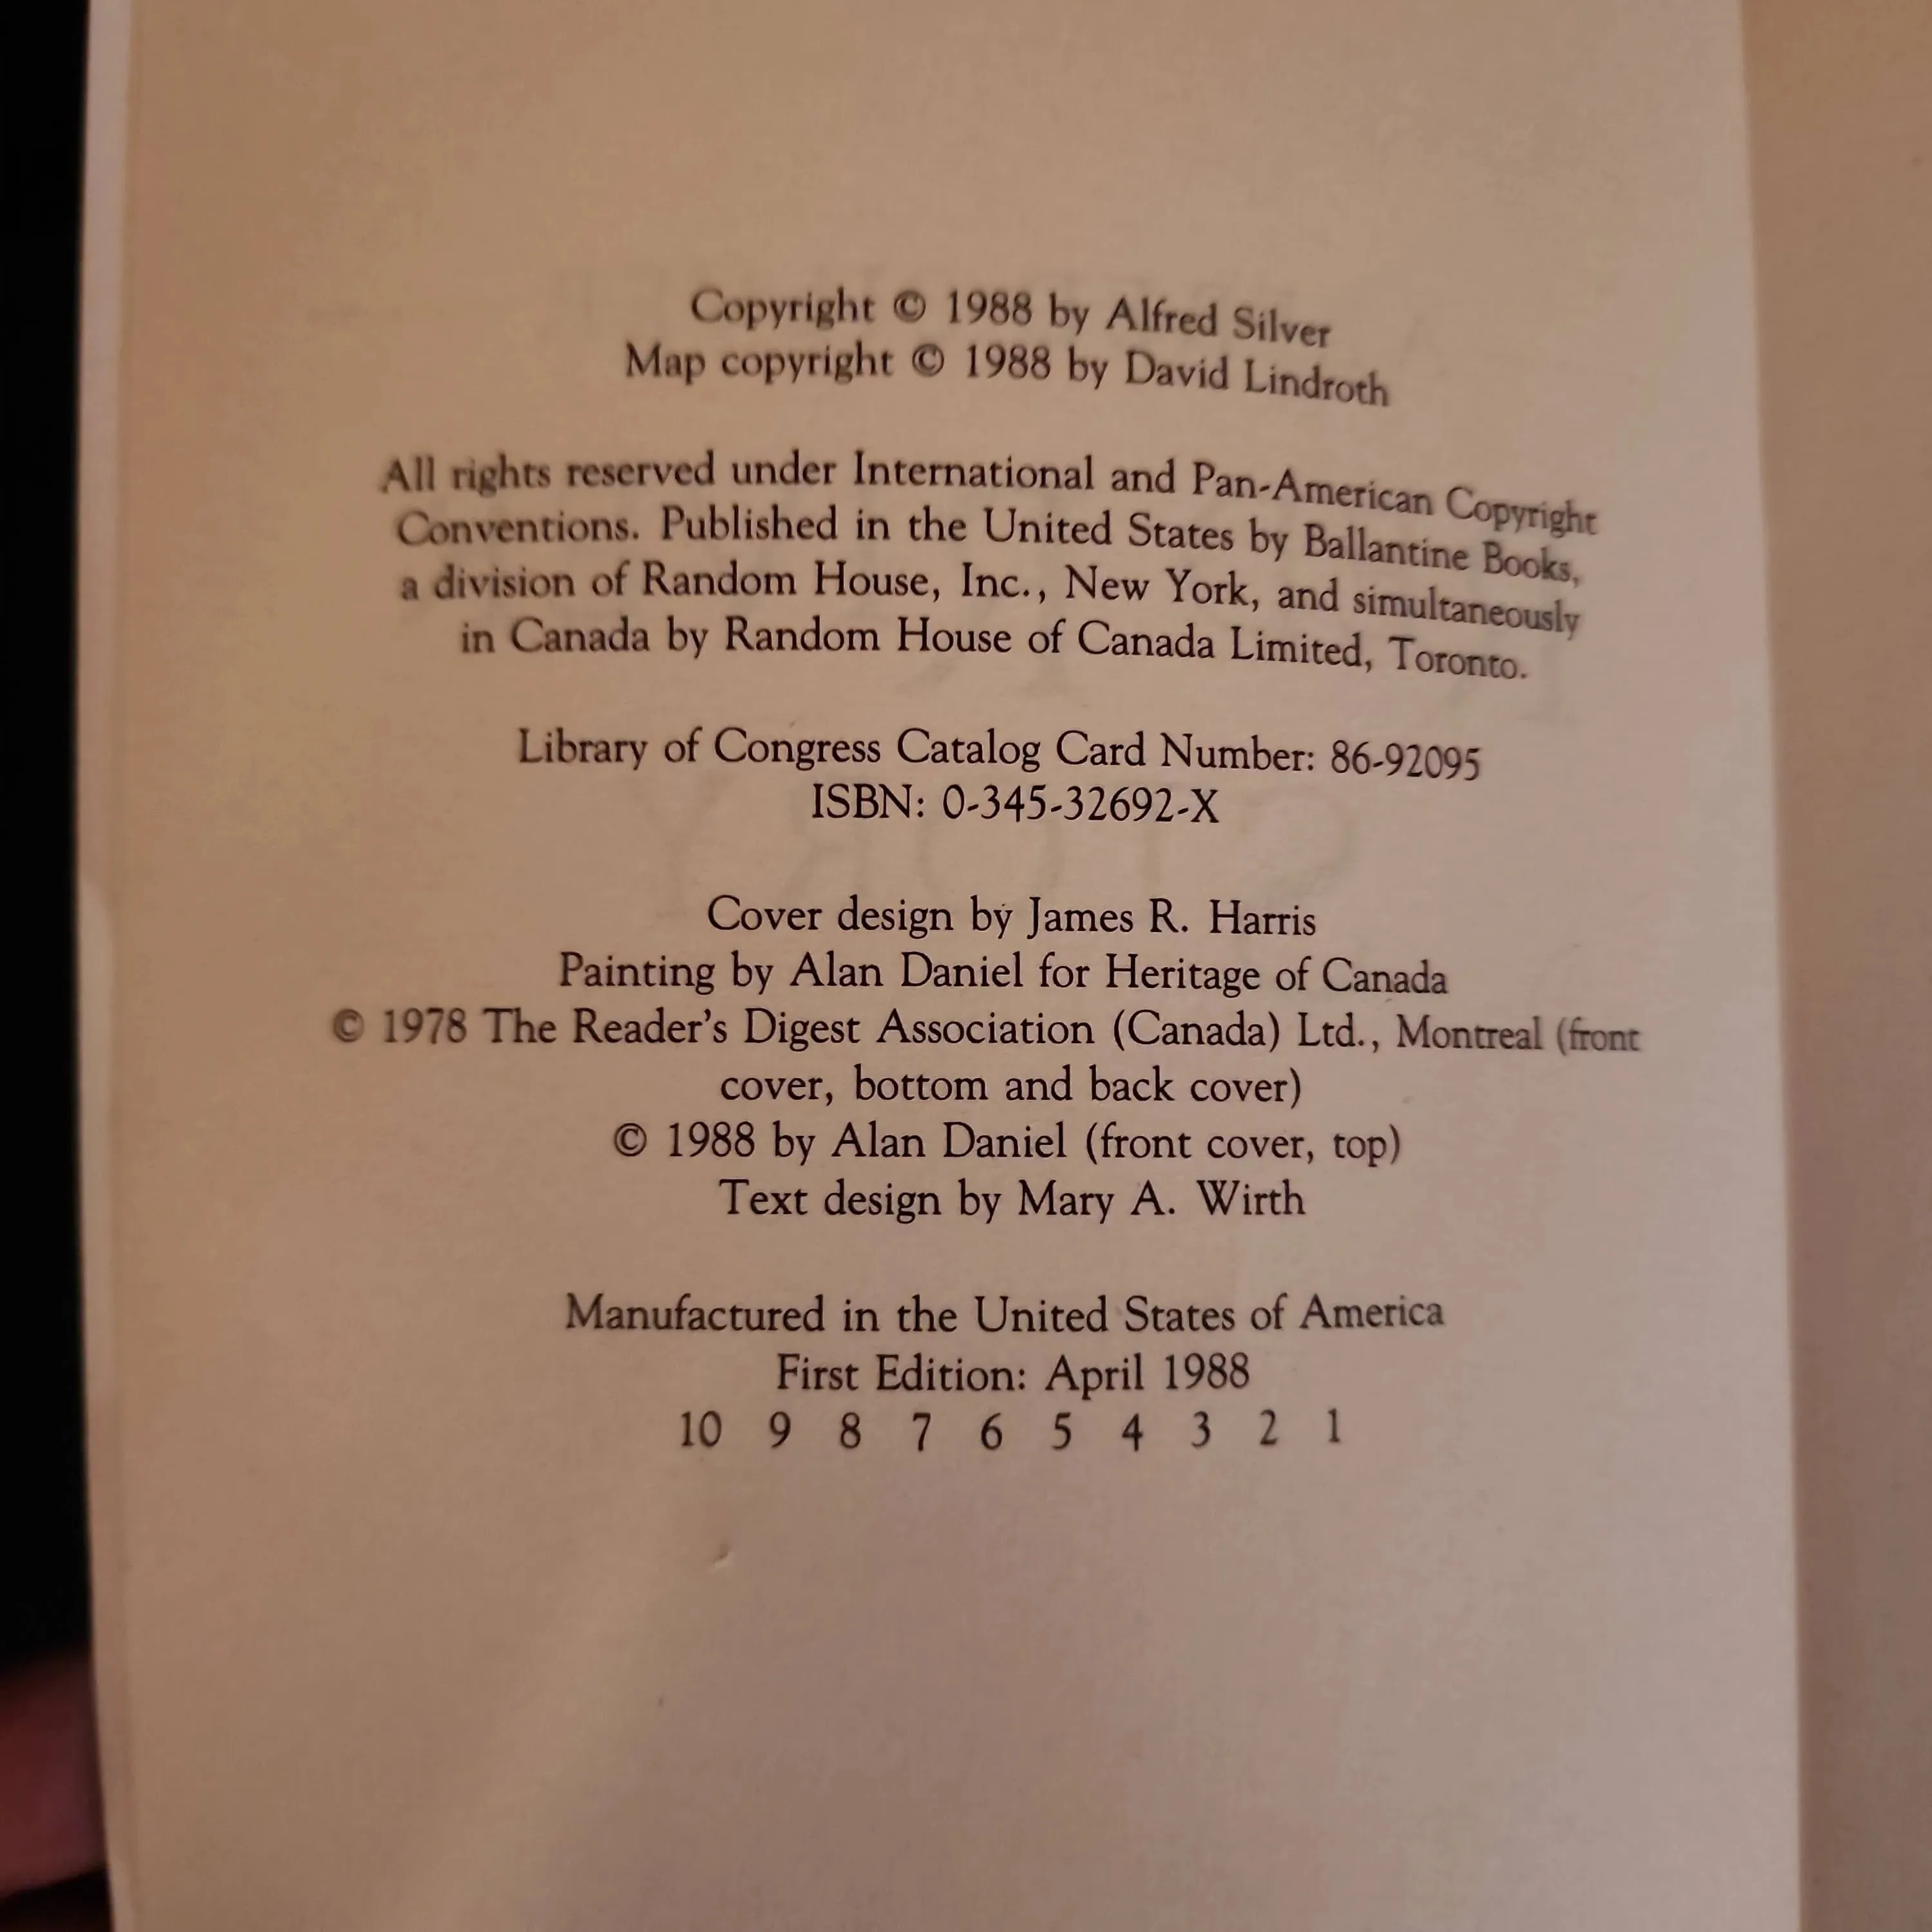 Copyright © 1988 by Alfred Silver
Map copyright © 1988 by David Lindroth
All rights reserved under International and Pan-American Copyright
Conventions. Published in the United States by Ballantine Books,
a division of Random House, Inc., New York, and simultaneously
in Canada by Random House of Canada Limited, Toronto.
Library of Congress Catalog Card Number: 86-92095
ISBN: 0-345-32692-X
Cover design by James R. Harris
Painting by Alan Daniel for Heritage of Canada
© 1978 The Reader's Digest Association (Canada) Ltd., Montreal (front
cover, bottom and back cover)
© 1988 by Alan Daniel (front cover, top)
Text design by Mary A. Wirth
Manufactured in the United States of America
First Edition: April 1988
10 9 8 7 6 5 4 3 2 1